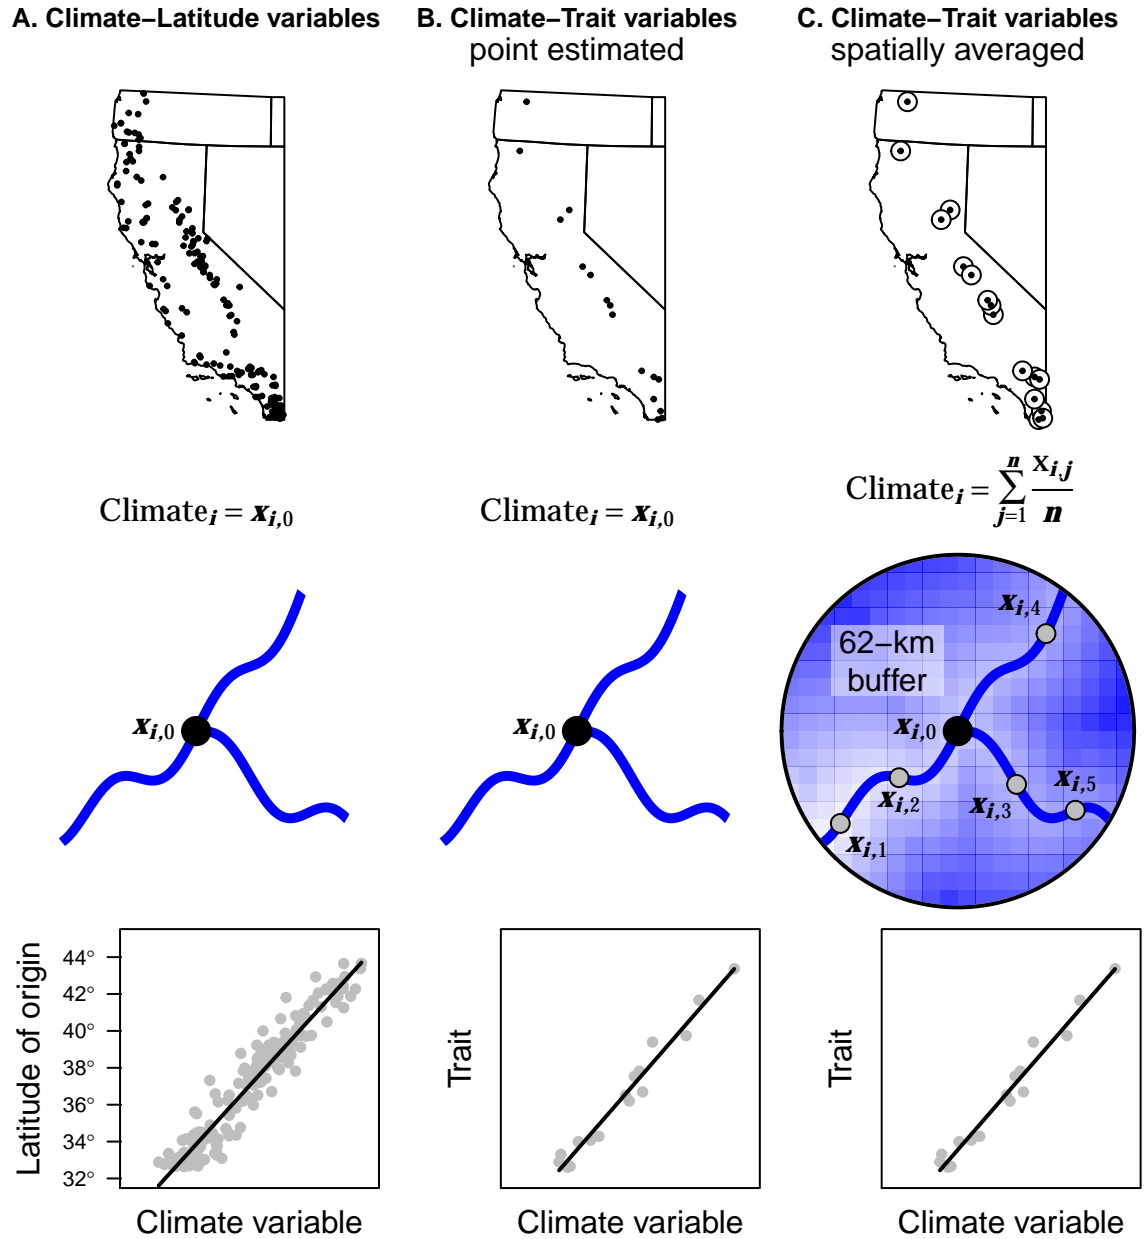 A. Climate–Latitude variables
B. Climate–Trait variables
point estimated
C. Climate–Trait variables
spatially averaged
Climateᵢ = xᵢ,₀
Climateᵢ = xᵢ,₀
Climateᵢ = ∑ⁿⱼ₌₁ xᵢ,ⱼ / n
xᵢ,₀
xᵢ,₀
62–km
buffer
xᵢ,₄
xᵢ,₀
xᵢ,₂
xᵢ,₃
xᵢ,₅
xᵢ,₁
Latitude of origin
44°
42°
40°
38°
36°
34°
32°
Climate variable
Trait
Climate variable
Trait
Climate variable